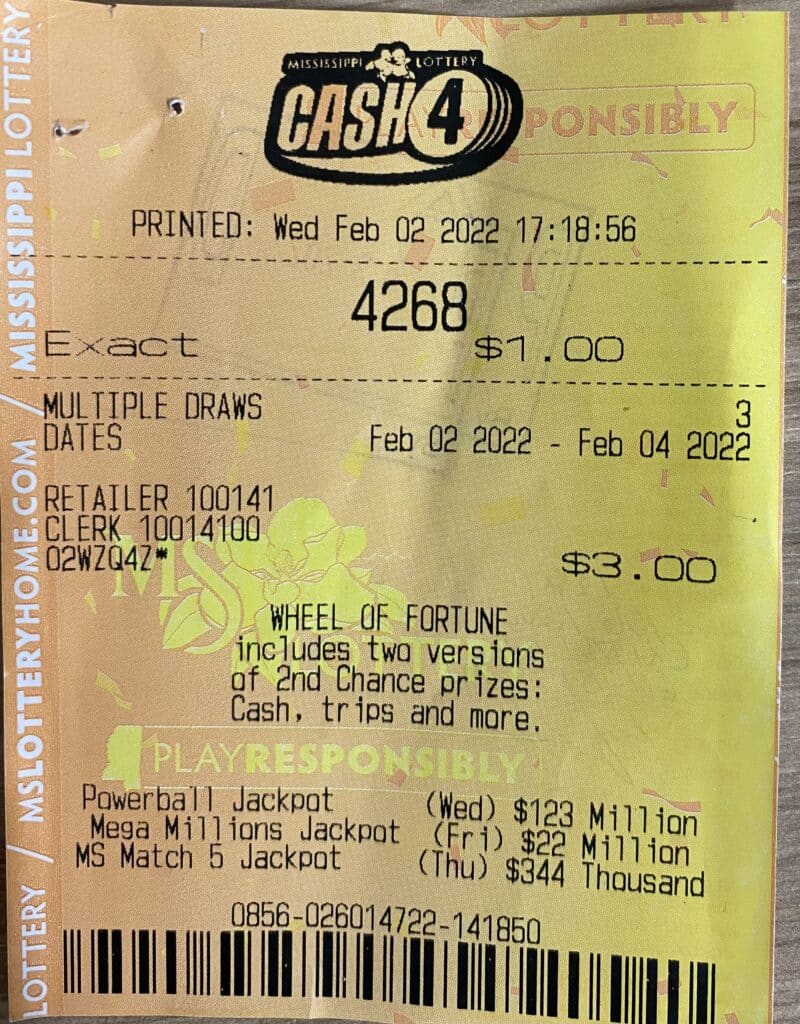 LOTTERY
MISSISSIPPI LOTTERY
CASH 4
PONSIBLY
PRINTED: Wed Feb 02 2022 17:18:56
4268
Exact $1.00
MULTIPLE DRAWS 3
DATES Feb 02 2022 - Feb 04 2022
RETAILER 100141
CLERK 10014100
02WZQ4Z* $3.00
MS
WHEEL OF FORTUNE
includes two versions
of 2nd Chance prizes:
Cash, trips and more.
PLAYRESPONSIBLY
Powerball Jackpot (Wed) $123 Million
Mega Millions Jackpot (Fri) $22 Million
MS Match 5 Jackpot (Thu) $344 Thousand
0856-026014722-141850
LOTTERY / MSLOTTERYHOME.COM / MISSISSIPPI LOTTERY